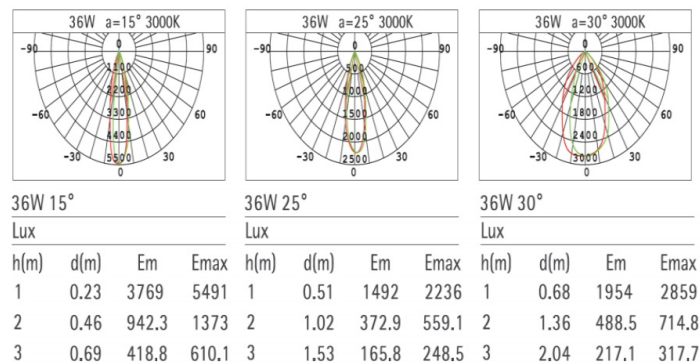 36W a=15° 3000K
-90 0 90
1100
2200
-60 3300 60
4400
-30 5500 30
0
36W 15°
Lux
h(m) d(m) Em Emax
1 0.23 3769 5491
2 0.46 942.3 1373
3 0.69 418.8 610.1
36W a=25° 3000K
-90 0 90
500
1000
-60 1500 60
2000
-30 2500 30
0
36W 25°
Lux
h(m) d(m) Em Emax
1 0.51 1492 2236
2 1.02 372.9 559.1
3 1.53 165.8 248.5
36W a=30° 3000K
-90 0 90
600
1200
-60 1800 60
2400
-30 3000 30
0
36W 30°
Lux
h(m) d(m) Em Emax
1 0.68 1954 2859
2 1.36 488.5 714.8
3 2.04 217.1 317.7